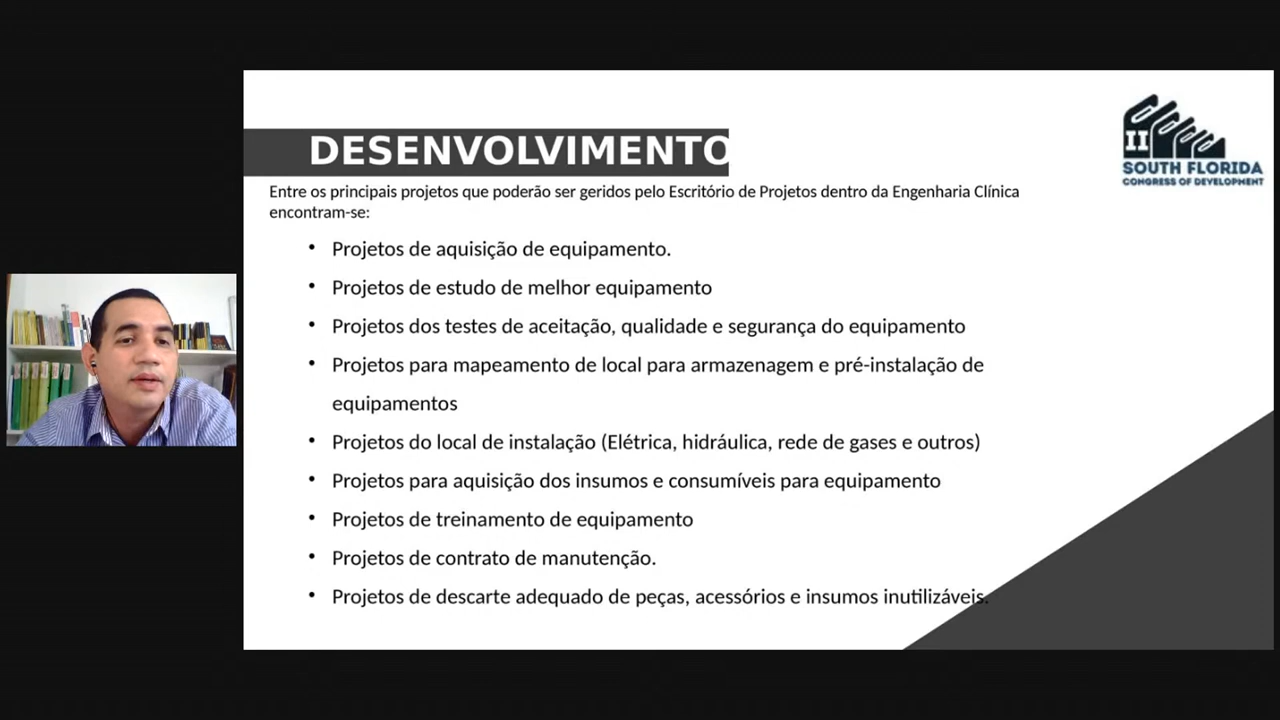 DESENVOLVIMENTO
II
SOUTH FLORIDA
CONGRESS OF DEVELOPMENT
Entre os principais projetos que poderão ser geridos pelo Escritório de Projetos dentro da Engenharia Clínica
encontram-se:
• Projetos de aquisição de equipamento.
• Projetos de estudo de melhor equipamento
• Projetos dos testes de aceitação, qualidade e segurança do equipamento
• Projetos para mapeamento de local para armazenagem e pré-instalação de
equipamentos
• Projetos do local de instalação (Elétrica, hidráulica, rede de gases e outros)
• Projetos para aquisição dos insumos e consumíveis para equipamento
• Projetos de treinamento de equipamento
• Projetos de contrato de manutenção.
• Projetos de descarte adequado de peças, acessórios e insumos inutilizáveis.